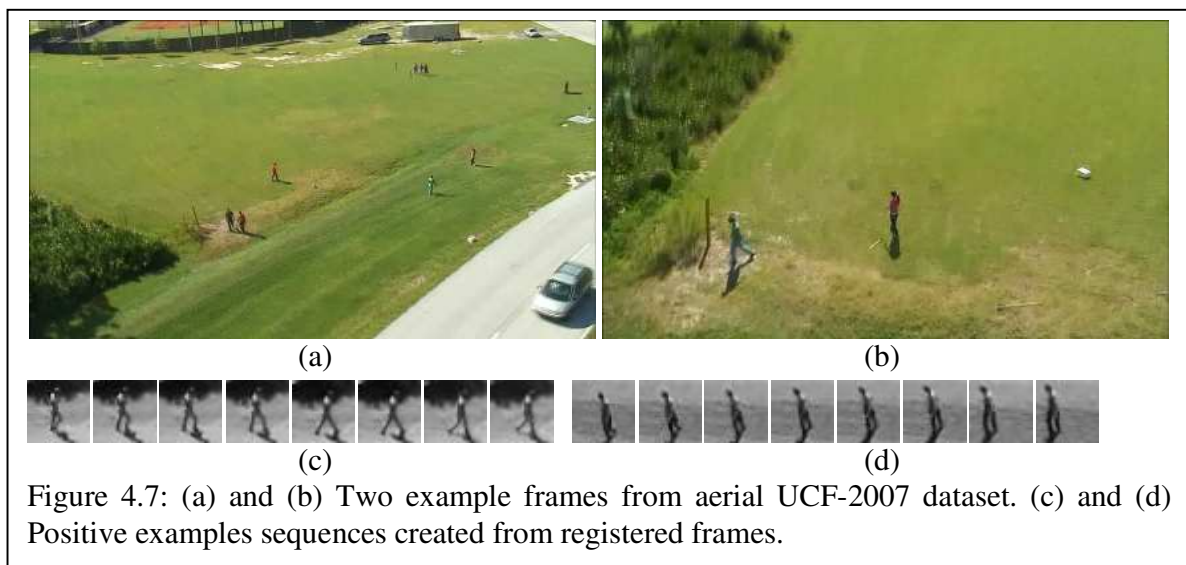 (a)
(b)
(c)
(d)
Figure 4.7: (a) and (b) Two example frames from aerial UCF-2007 dataset. (c) and (d)
Positive examples sequences created from registered frames.